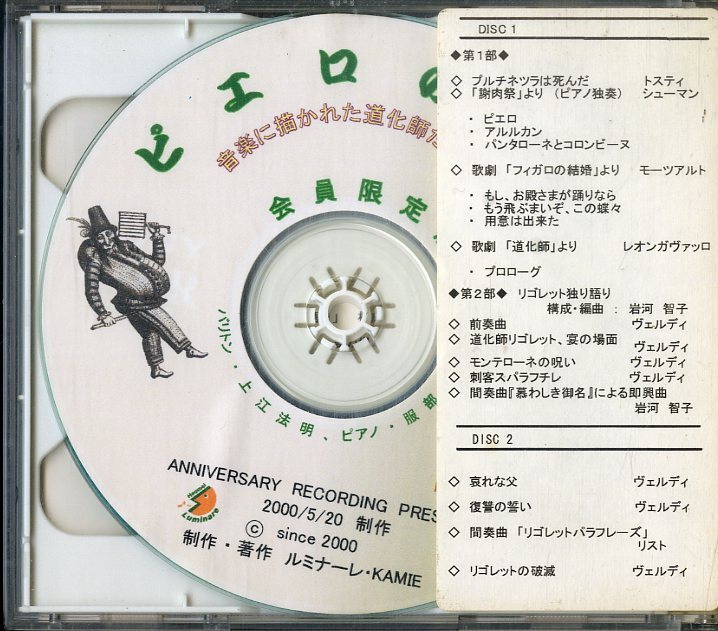 ピエロの
音楽に描かれた道化師た
会員限定
バリトン・上江法明、ピアノ・服部
ANNIVERSARY RECORDING PRES
2000/5/20 制作
Luminare
© since 2000
制作・著作 ルミナーレ・KAMIE
DISC 1
◆第1部◆
◇ プルチネツラは死んだ トスティ
◇ 「謝肉祭」より (ピアノ独奏) シューマン
・ ピエロ
・ アルルカン
・ パンタローネとコロンビーヌ
◇ 歌劇 「フィガロの結婚」より モーツアルト
・ もし、お殿さまが踊りなら
・ もう飛ぶまいぞ、この蝶々
・ 用意は出来た
◇ 歌劇 「道化師」より レオンガヴァッロ
・ プロローグ
◆第2部◆ リゴレット独り語り
構成・編曲 : 岩河 智子
◇ 前奏曲 ヴェルディ
◇ 道化師リゴレット、宴の場面 ヴェルディ
◇ モンテローネの呪い ヴェルディ
◇ 刺客スパラフチレ ヴェルディ
◇ 間奏曲『慕わしき御名』による即興曲
岩河 智子
DISC 2
◇ 哀れな父 ヴェルディ
◇ 復讐の誓い ヴェルディ
◇ 間奏曲 「リゴレットパラフレーズ」
リスト
◇ リゴレットの破滅 ヴェルディ